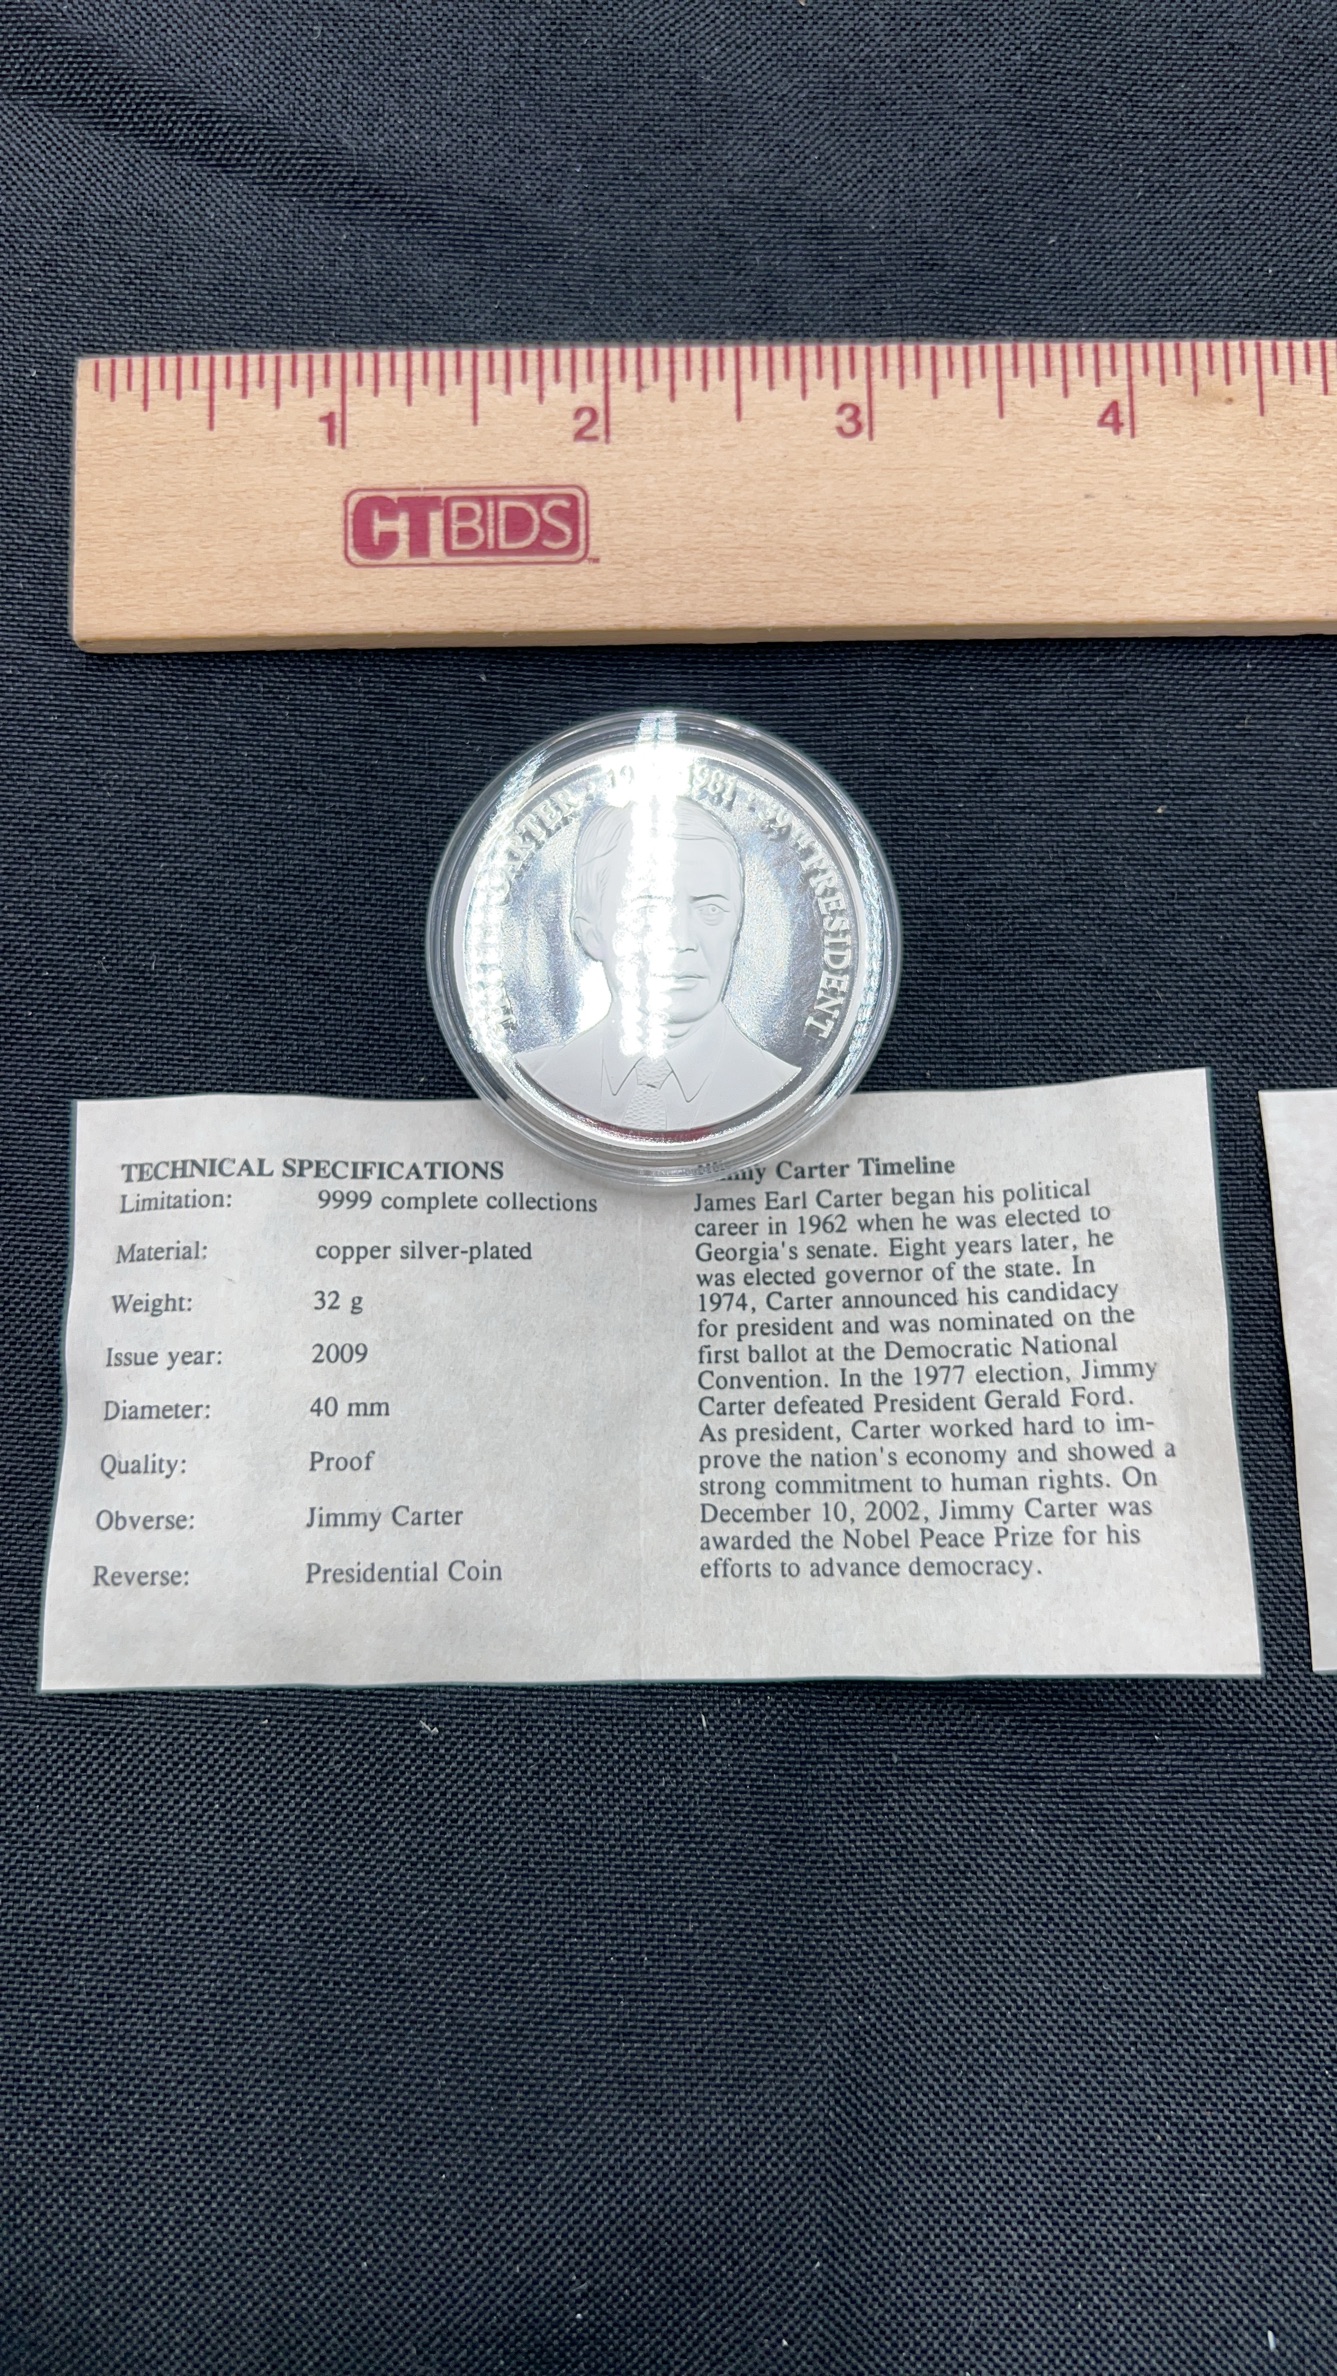 1 2 3 4
CTBIDS™
CARTER · 19 1981 · 39TH PRESIDENT
TECHNICAL SPECIFICATIONS
Limitation: 9999 complete collections
Material: copper silver-plated
Weight: 32 g
Issue year: 2009
Diameter: 40 mm
Quality: Proof
Obverse: Jimmy Carter
Reverse: Presidential Coin
Carter Timeline
James Earl Carter began his political
career in 1962 when he was elected to
Georgia's senate. Eight years later, he
was elected governor of the state. In
1974, Carter announced his candidacy
for president and was nominated on the
first ballot at the Democratic National
Convention. In the 1977 election, Jimmy
Carter defeated President Gerald Ford.
As president, Carter worked hard to im-
prove the nation's economy and showed a
strong commitment to human rights. On
December 10, 2002, Jimmy Carter was
awarded the Nobel Peace Prize for his
efforts to advance democracy.